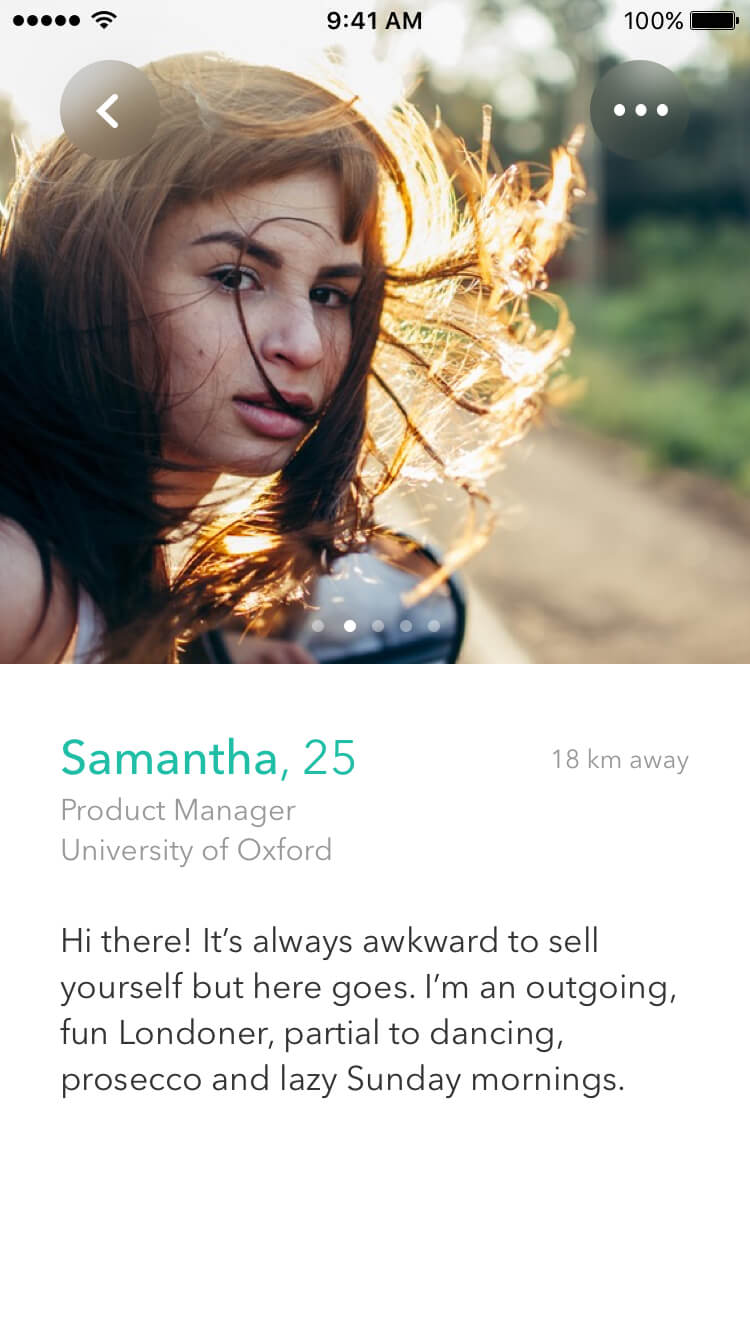 9:41 AM
100%
Samantha, 25
18 km away
Product Manager
University of Oxford
Hi there! It’s always awkward to sell
yourself but here goes. I’m an outgoing,
fun Londoner, partial to dancing,
prosecco and lazy Sunday mornings.